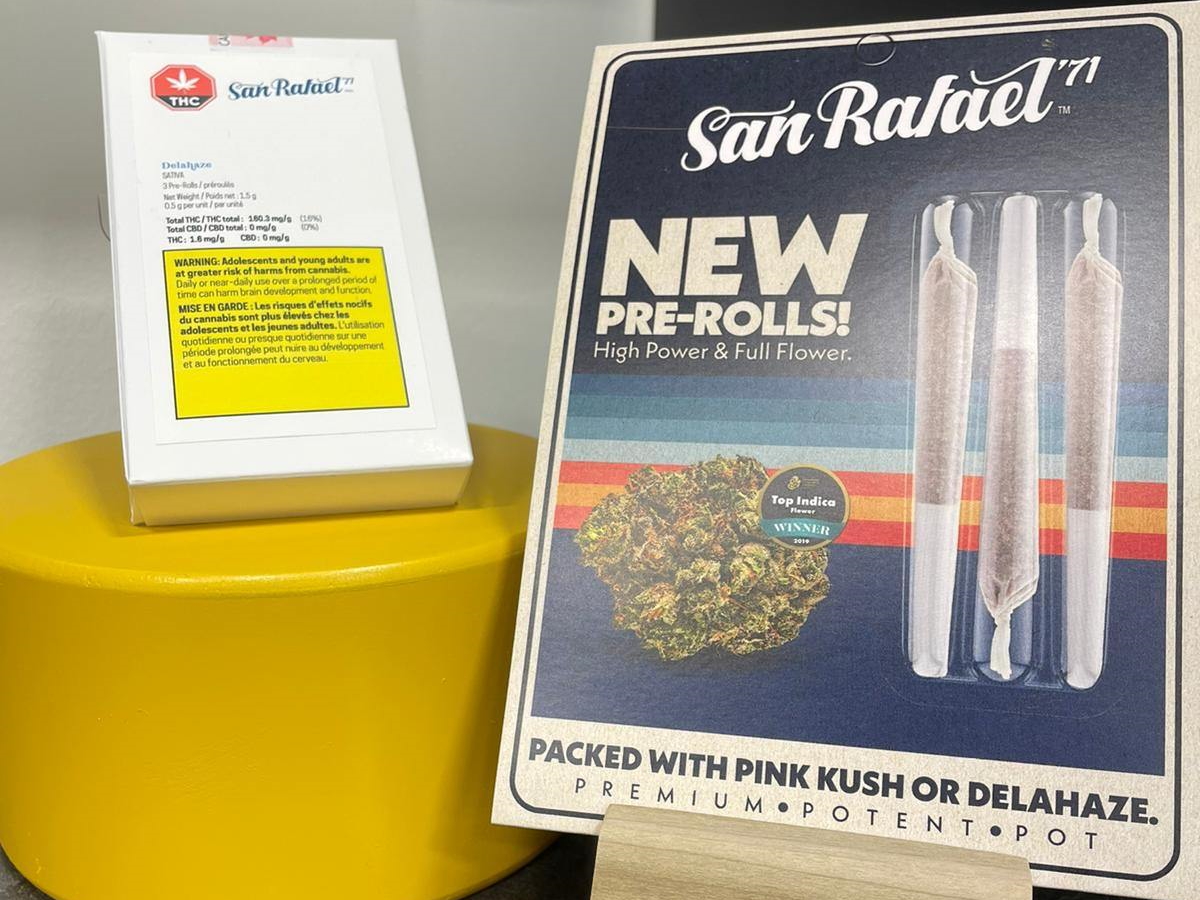 THC
San Rafael '71
Delahaze
SATIVA
3 Pre-Rolls / préroulés
Net Weight / Poids net : 1.5 g
0.5 g per unit / par unité
Total THC / THC total : 160.3 mg/g (16%)
Total CBD / CBD total : 0 mg/g (0%)
THC : 1.6 mg/g CBD : 0 mg/g
WARNING: Adolescents and young adults are
at greater risk of harms from cannabis.
Daily or near-daily use over a prolonged period of
time can harm brain development and function.
MISE EN GARDE : Les risques d'effets nocifs
du cannabis sont plus élevés chez les
adolescents et les jeunes adultes. L'utilisation
quotidienne ou presque quotidienne sur une
période prolongée peut nuire au développement
et au fonctionnement du cerveau.
San Rafael '71 ™
NEW
PRE-ROLLS!
High Power & Full Flower.
Top Indica
Flower
WINNER
2019
PACKED WITH PINK KUSH OR DELAHAZE.
PREMIUM•POTENT•POT